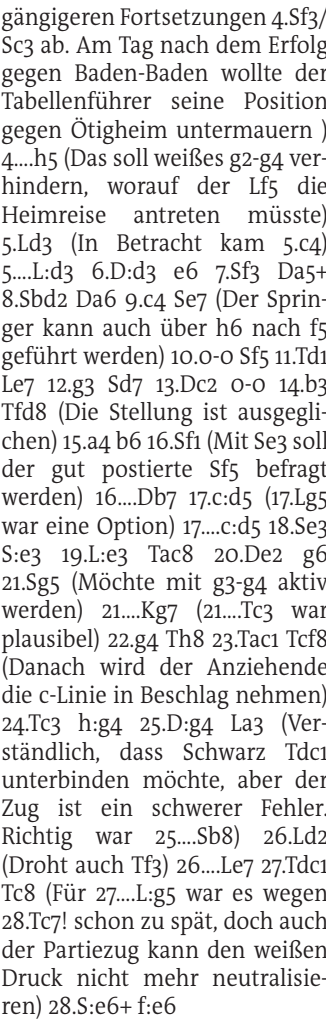 gängigeren Fortsetzungen 4.Sf3/
Sc3 ab. Am Tag nach dem Erfolg
gegen Baden-Baden wollte der
Tabellenführer seine Position
gegen Ötigheim untermauern )
4....h5 (Das soll weißes g2-g4 ver-
hindern, worauf der Lf5 die
Heimreise antreten müsste)
5.Ld3 (In Betracht kam 5.c4)
5....L:d3 6.D:d3 e6 7.Sf3 Da5+
8.Sbd2 Da6 9.c4 Se7 (Der Sprin-
ger kann auch über h6 nach f5
geführt werden) 10.0-0 Sf5 11.Td1
Le7 12.g3 Sd7 13.Dc2 0-0 14.b3
Tfd8 (Die Stellung ist ausgegli-
chen) 15.a4 b6 16.Sf1 (Mit Se3 soll
der gut postierte Sf5 befragt
werden) 16....Db7 17.c:d5 (17.Lg5
war eine Option) 17....c:d5 18.Se3
S:e3 19.L:e3 Tac8 20.De2 g6
21.Sg5 (Möchte mit g3-g4 aktiv
werden) 21....Kg7 (21....Tc3 war
plausibel) 22.g4 Th8 23.Tac1 Tcf8
(Danach wird der Anziehende
die c-Linie in Beschlag nehmen)
24.Tc3 h:g4 25.D:g4 La3 (Ver-
ständlich, dass Schwarz Tdc1
unterbinden möchte, aber der
Zug ist ein schwerer Fehler.
Richtig war 25....Sb8) 26.Ld2
(Droht auch Tf3) 26....Le7 27.Tdc1
Tc8 (Für 27....L:g5 war es wegen
28.Tc7! schon zu spät, doch auch
der Partiezug kann den weißen
Druck nicht mehr neutralisie-
ren) 28.S:e6+ f:e6